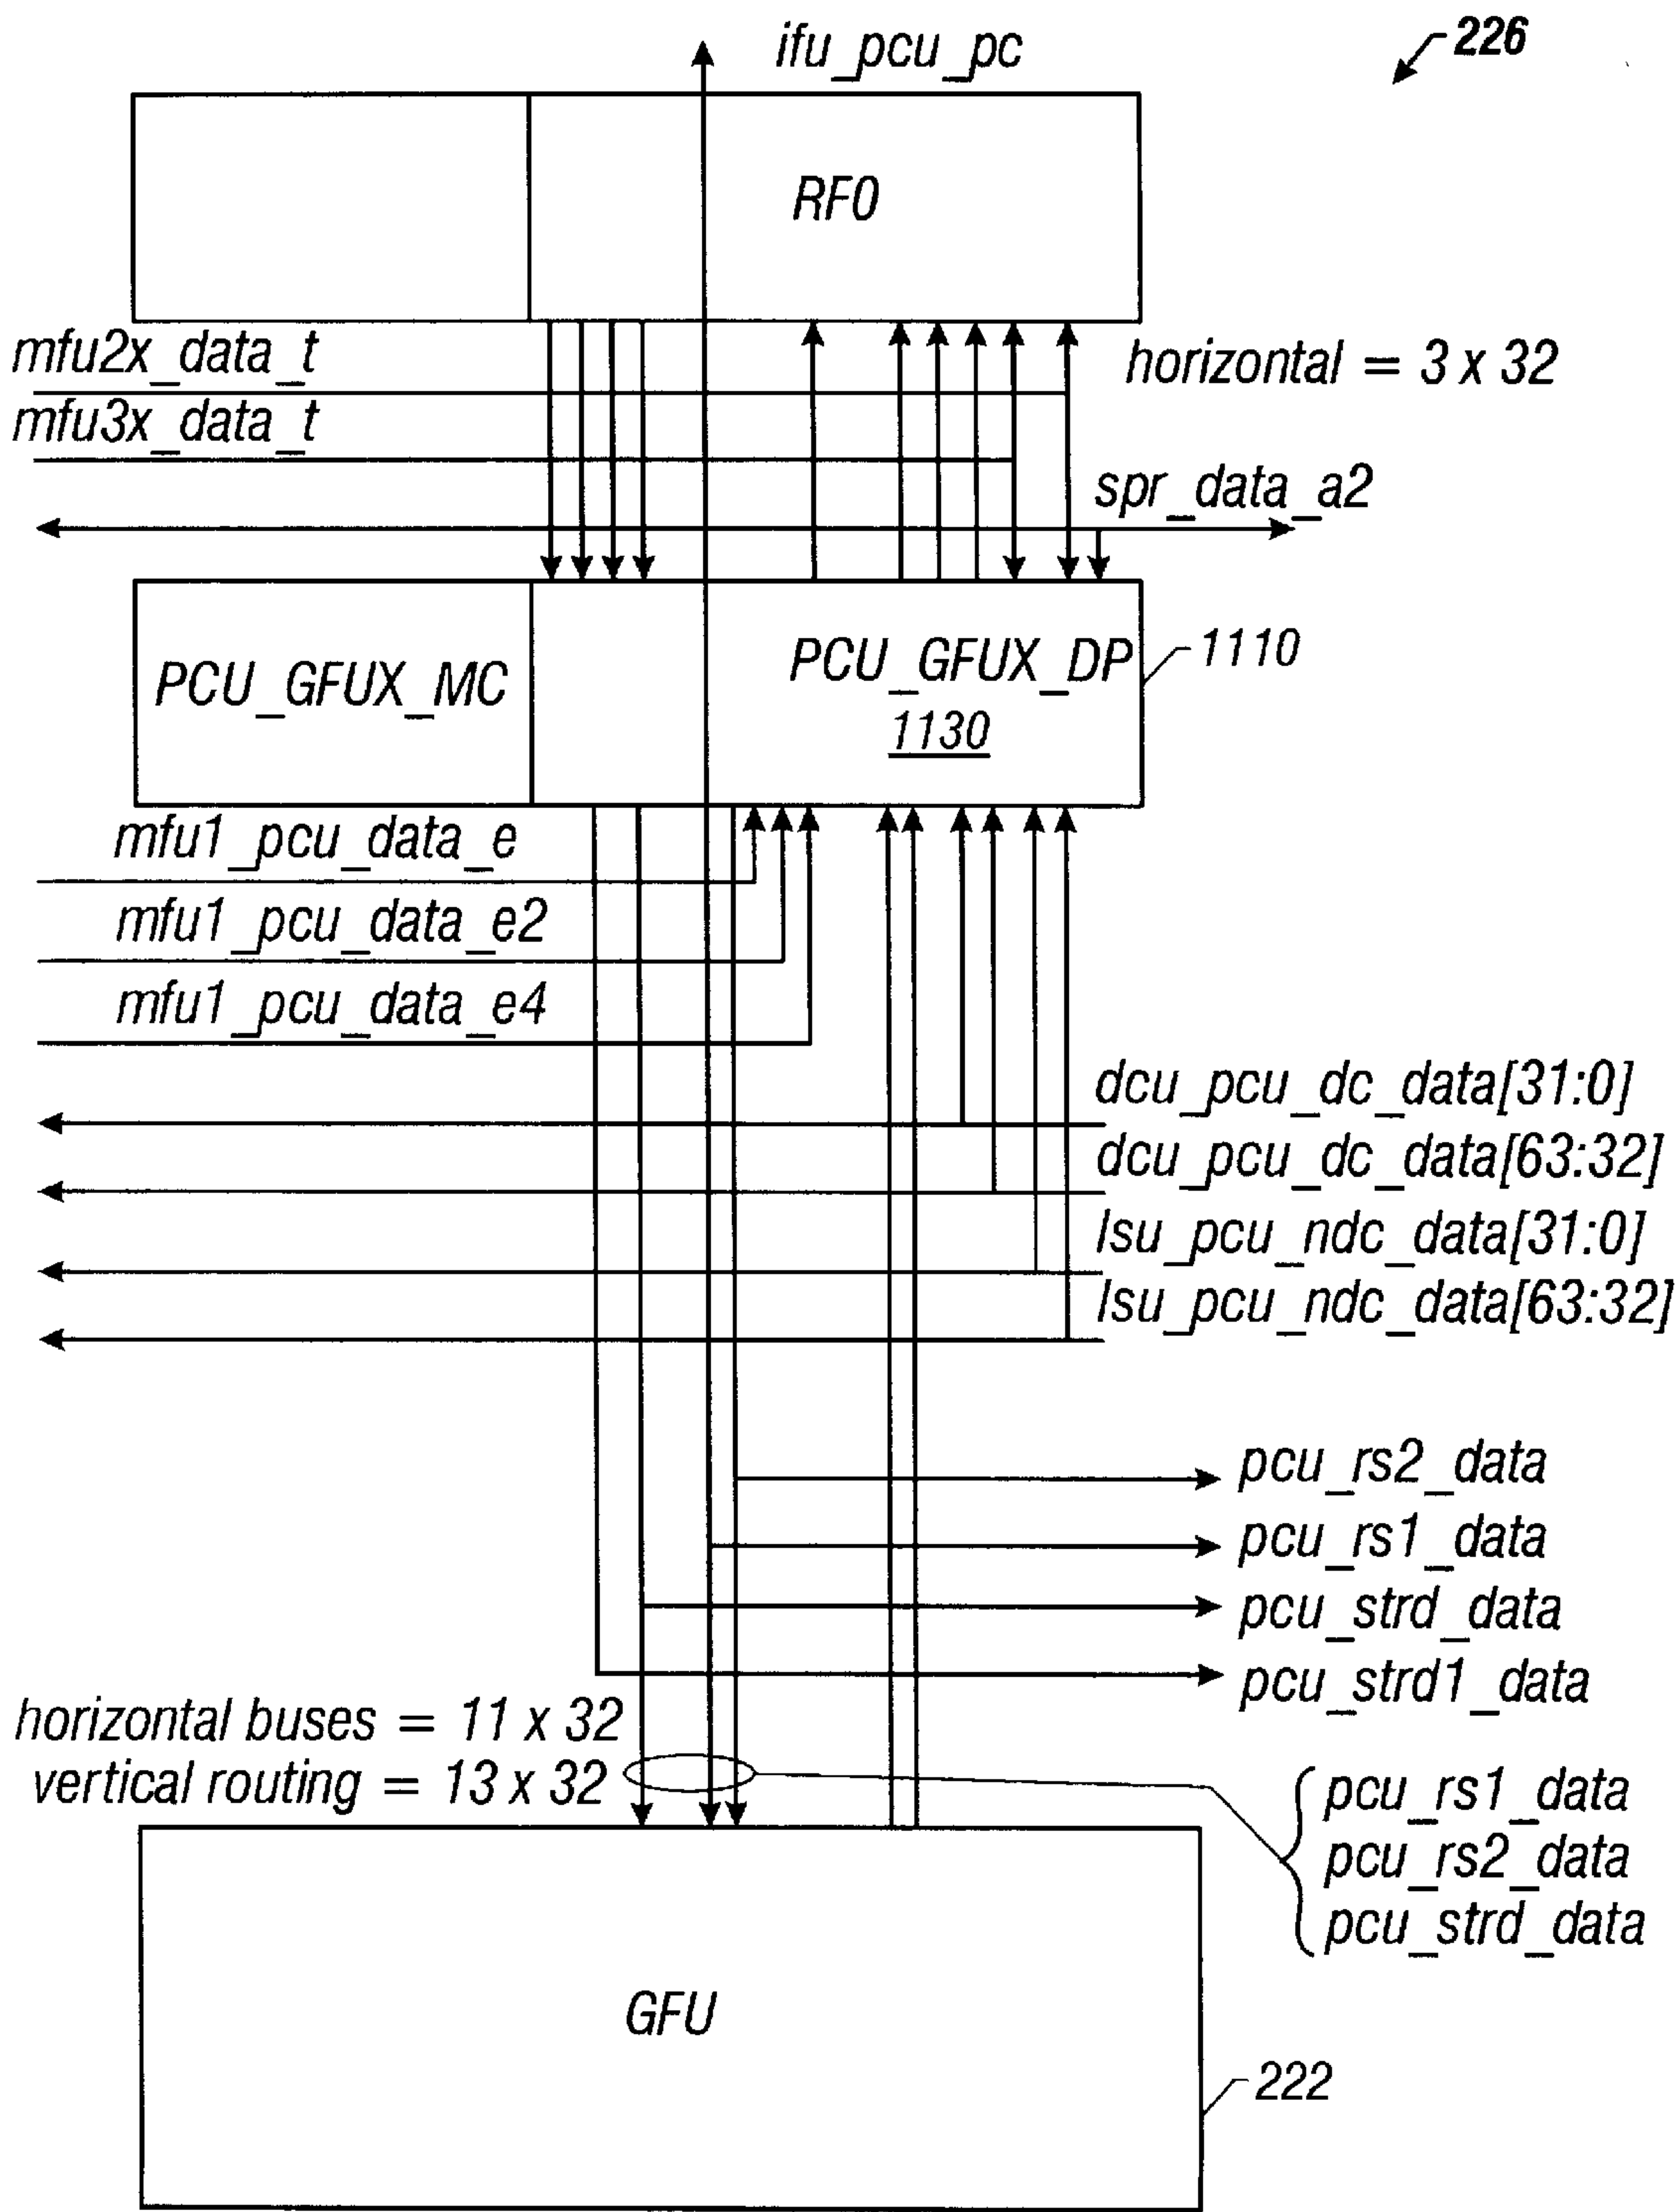 226
ifu_pcu_pc
RF0
mfu2x_data_t
horizontal = 3 x 32
mfu3x_data_t
spr_data_a2
PCU_GFUX_MC
PCU_GFUX_DP
1130
1110
mfu1_pcu_data_e
mfu1_pcu_data_e2
mfu1_pcu_data_e4
dcu_pcu_dc_data[31:0]
dcu_pcu_dc_data[63:32]
lsu_pcu_ndc_data[31:0]
lsu_pcu_ndc_data[63:32]
pcu_rs2_data
pcu_rs1_data
pcu_strd_data
pcu_strd1_data
horizontal buses = 11 x 32
vertical routing = 13 x 32
pcu_rs1_data
pcu_rs2_data
pcu_strd_data
GFU
222